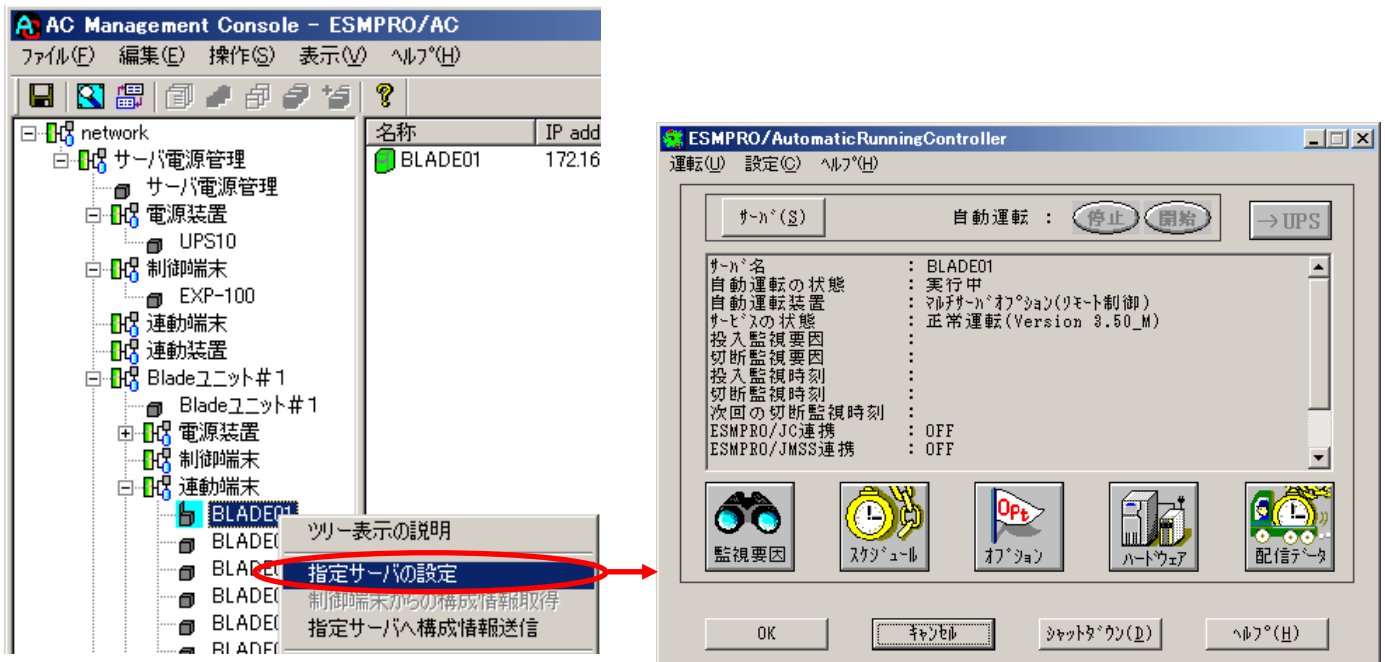 AC Management Console - ESMPRO/AC
ファイル(F) 編集(E) 操作(S) 表示(V) ヘルプ(H)
network
サーバ電源管理
サーバ電源管理
電源装置
UPS10
制御端末
EXP-100
連動端末
連動装置
Bladeユニット#1
Bladeユニット#1
電源装置
制御端末
連動端末
BLADE01
名称 IP add
BLADE01 172.16
ツリー表示の説明
指定サーバの設定
制御端末からの構成情報取得
指定サーバへ構成情報送信
ESMPRO/AutomaticRunningController
運転(U) 設定(C) ヘルプ(H)
サーバ(S) 自動運転 : 停止 開始 →UPS
サーバ名 : BLADE01
自動運転の状態 : 実行中
自動運転装置 : マルチサーバオプション(リモート制御)
サービスの状態 : 正常運転(Version 3.50_M)
投入監視要因 :
切断監視要因 :
投入監視時刻 :
切断監視時刻 :
次回の切断監視時刻 :
ESMPRO/JC連携 : OFF
ESMPRO/JMSS連携 : OFF
監視要因 スケジュール オプション ハードウェア 配信データ
OK キャンセル シャットダウン(D) ヘルプ(H)